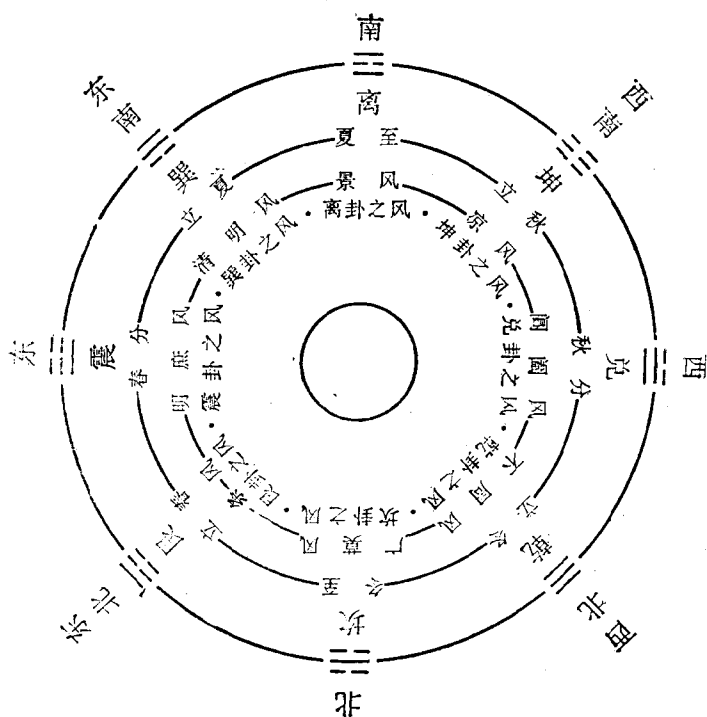 南
西南
西
西北
北
东北
东
东南
离
坤
兑
乾
坎
艮
震
巽
夏至
立秋
秋分
立冬
冬至
立春
春分
立夏
景风
凉风
阊阖风
不周风
广莫风
条风
明庶风
清明风
离卦之风·
坤卦之风·
兑卦之风·
乾卦之风·
坎卦之风·
艮卦之风·
震卦之风·
巽卦之风·